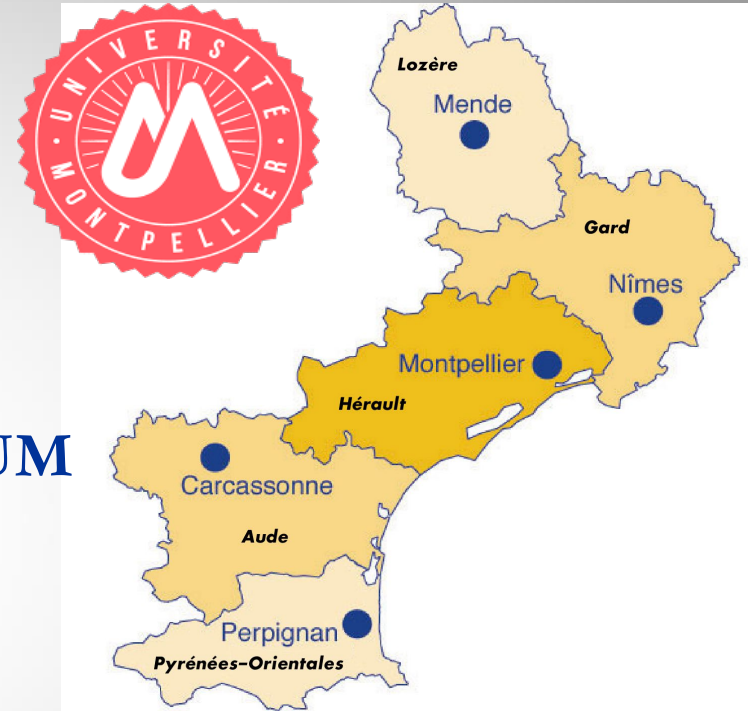 UNIVERSITÉ
MONTPELLIER
Lozère
Mende
Gard
Nîmes
Montpellier
Hérault
UM
Carcassonne
Aude
Perpignan
Pyrénées-Orientales